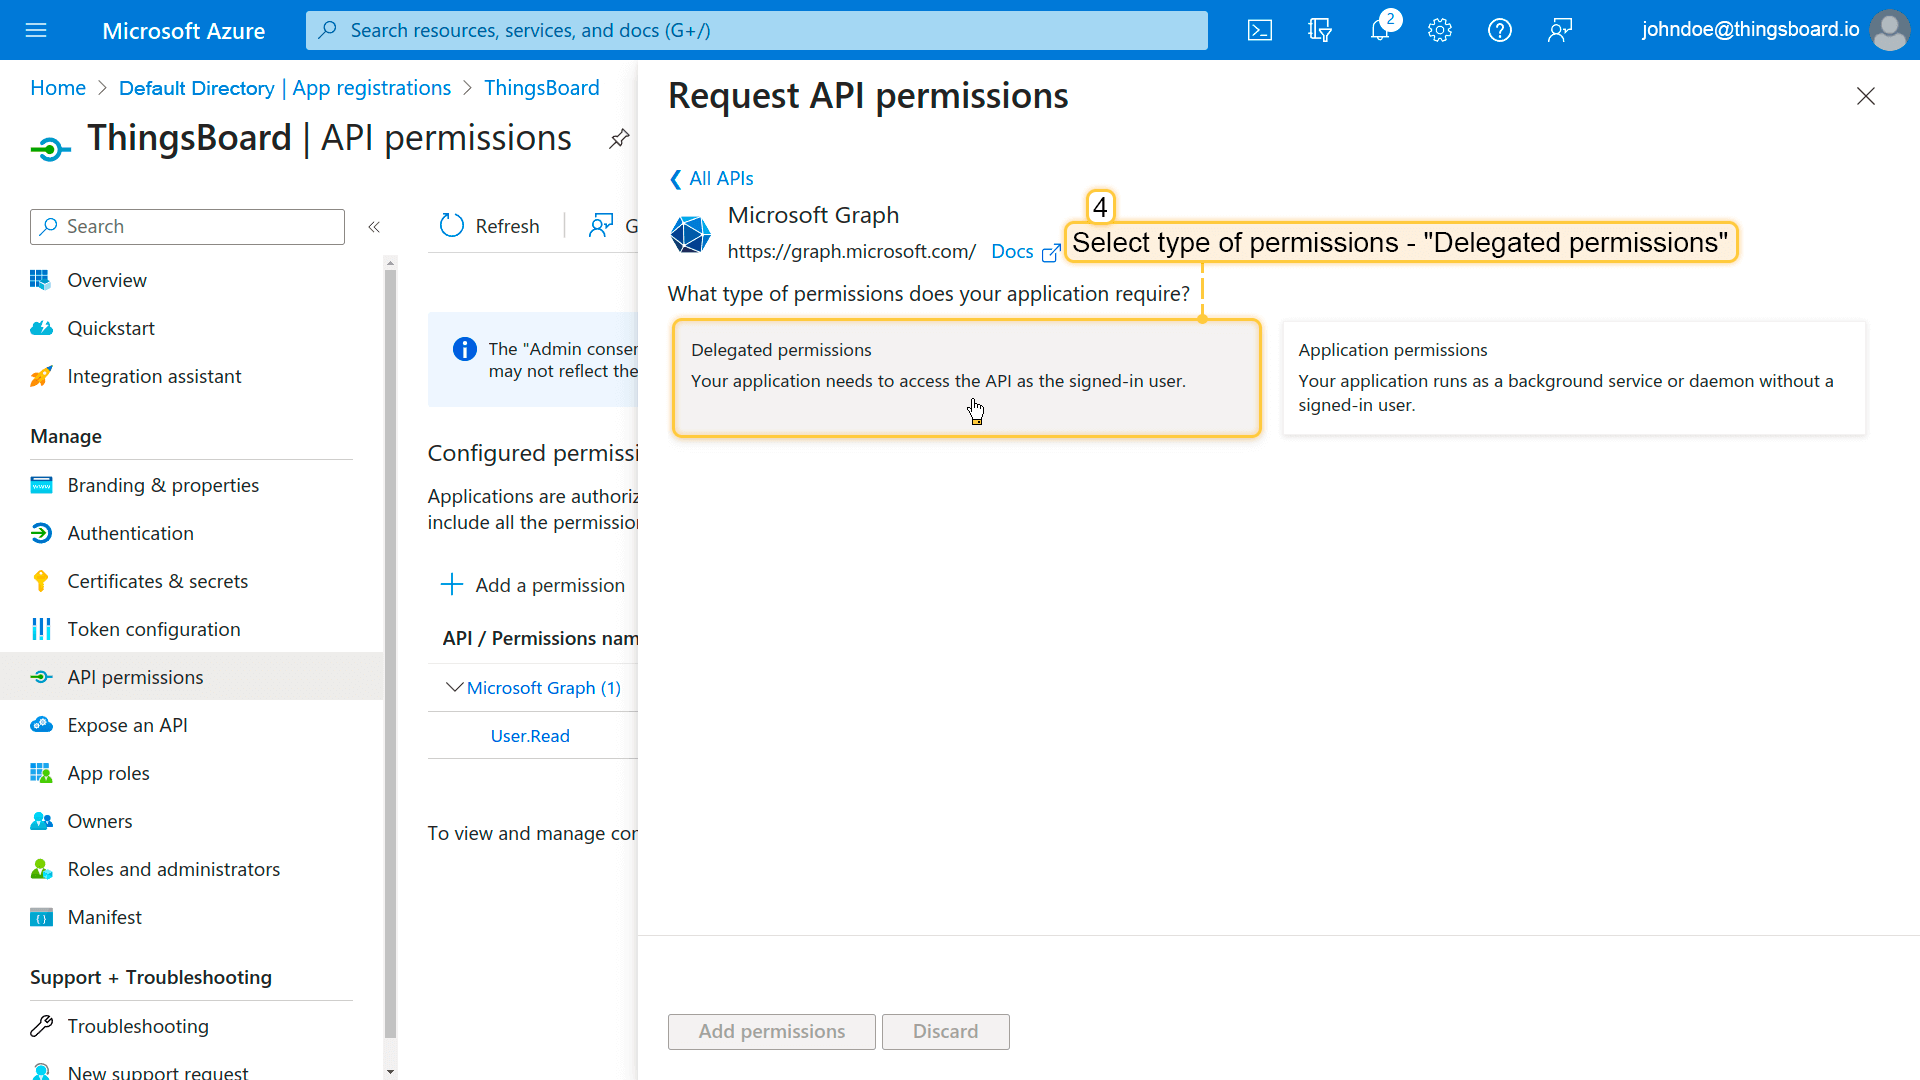 Microsoft Azure
Search resources, services, and docs (G+/)
2
johndoe@thingsboard.io
Home > Default Directory | App registrations > ThingsBoard
ThingsBoard | API permissions
Search
«
Overview
Quickstart
Integration assistant
Manage
Branding & properties
Authentication
Certificates & secrets
Token configuration
API permissions
Expose an API
App roles
Owners
Roles and administrators
Manifest
Support + Troubleshooting
Troubleshooting
New support request
Refresh
G
The "Admin conser
may not reflect the
Configured permissi
Applications are authoriz
include all the permission
Add a permission
API / Permissions nam
Microsoft Graph (1)
User.Read
To view and manage cor
Request API permissions
All APIs
Microsoft Graph
https://graph.microsoft.com/ Docs
4
Select type of permissions - "Delegated permissions"
What type of permissions does your application require?
Delegated permissions
Your application needs to access the API as the signed-in user.
Application permissions
Your application runs as a background service or daemon without a
signed-in user.
Add permissions
Discard